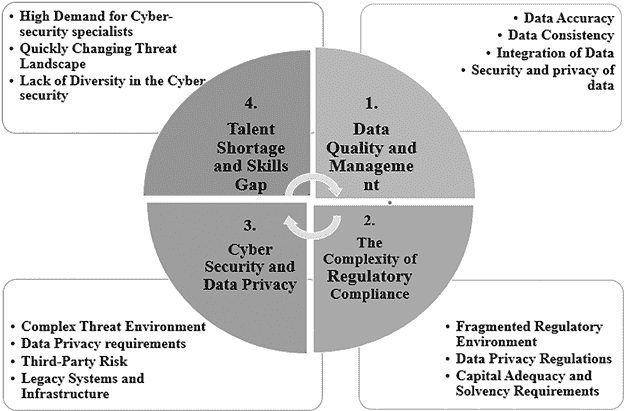 • High Demand for Cyber-
security specialists
• Quickly Changing Threat
Landscape
• Lack of Diversity in the Cyber
security
• Data Accuracy
• Data Consistency
• Integration of Data
• Security and privacy of
data
4.
Talent
Shortage
and Skills
Gap
1.
Data
Quality and
Manageme
nt
3.
Cyber
Security and
Data Privacy
2.
The
Complexity of
Regulatory
Compliance
• Complex Threat Environment
• Data Privacy requirements
• Third-Party Risk
• Legacy Systems and
Infrastructure
• Fragmented Regulatory
Environment
• Data Privacy Regulations
• Capital Adequacy and
Solvency Requirements